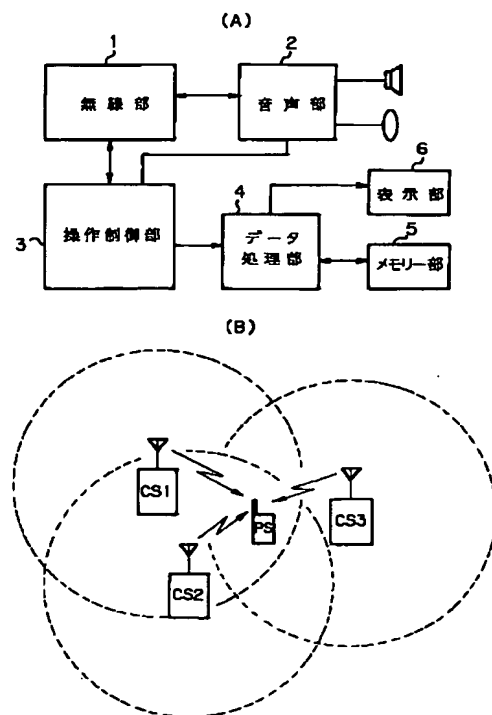 (A)
1
2
無線部
音声部
6
表示部
4
3
操作制御部
データ
処理部
5
メモリー部
(B)
CS1
PS
CS3
CS2